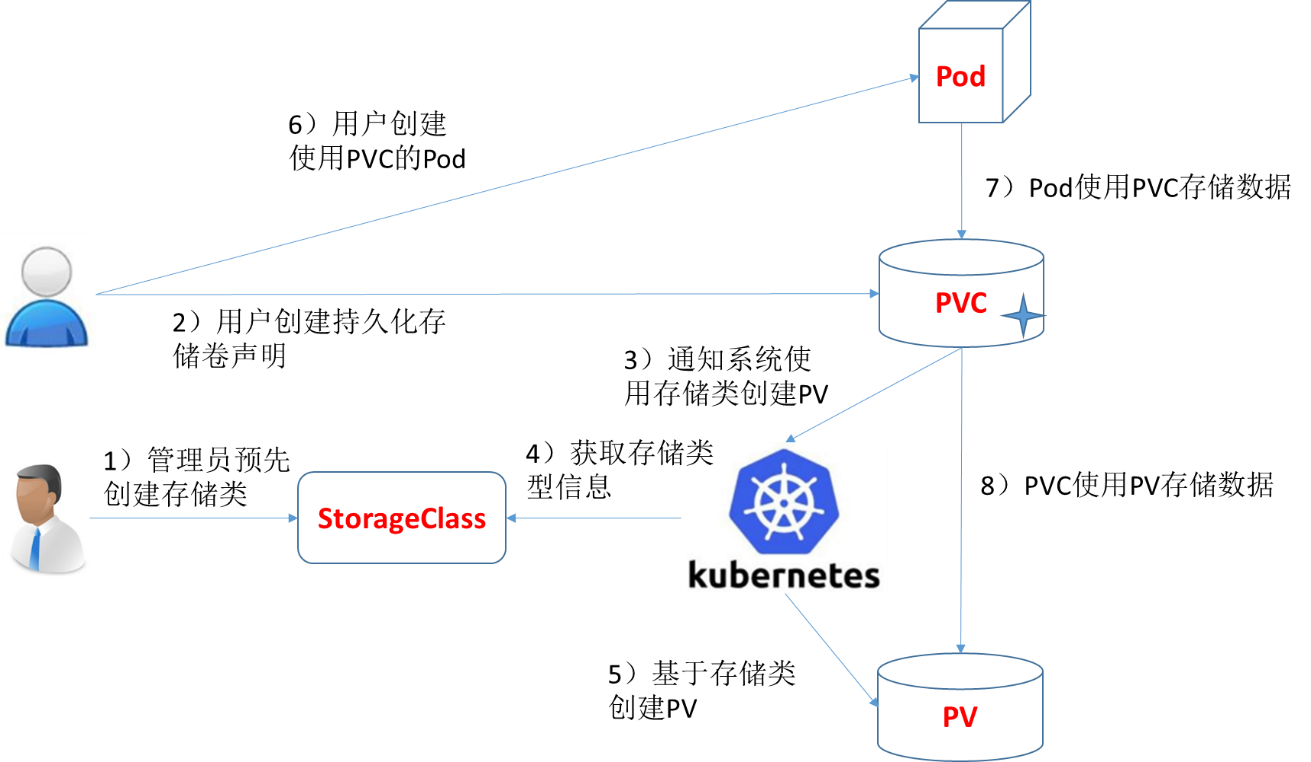 Pod
6）用户创建
使用PVC的Pod
7）Pod使用PVC存储数据
PVC
2）用户创建持久化存
储卷声明
3）通知系统使
用存储类创建PV
1）管理员预先
创建存储类
4）获取存储类
型信息
StorageClass
8）PVC使用PV存储数据
kubernetes
5）基于存储类
创建PV
PV